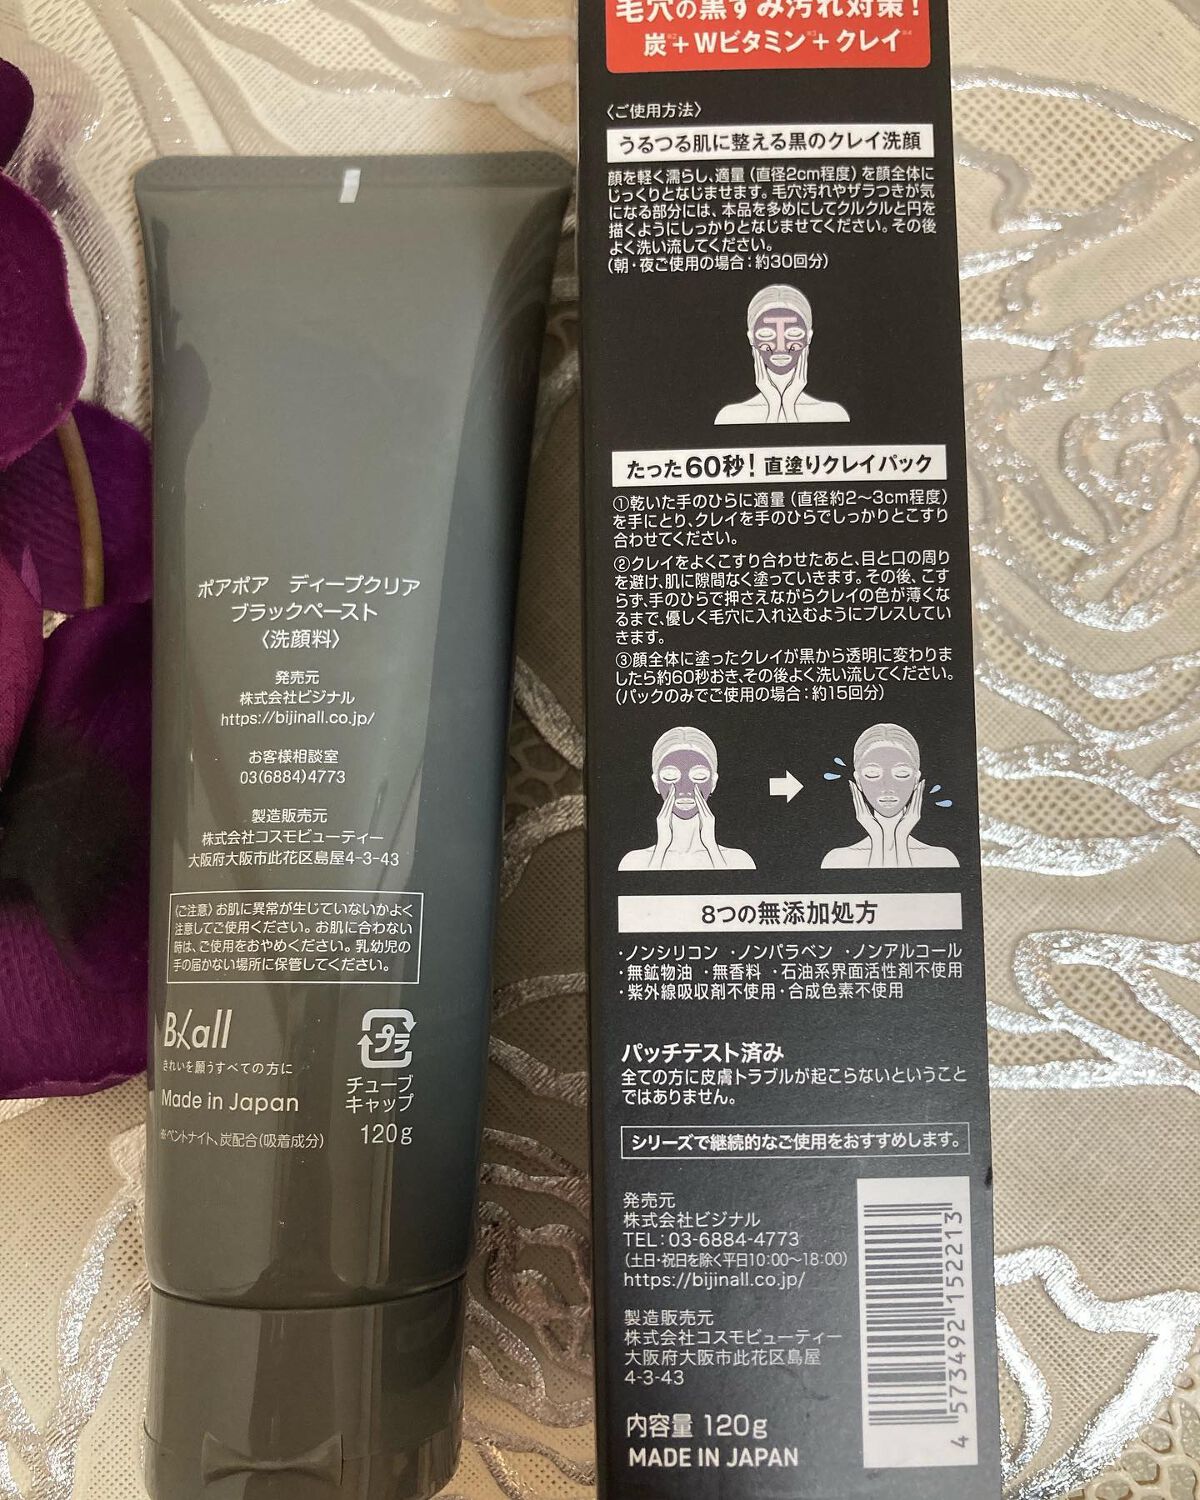 ポアポア ディープクリア
ブラックペースト
〈洗顔料〉
発売元
株式会社ビジナル
https://bijinall.co.jp/
お客様相談室
03(6884)4773
製造販売元
株式会社コスモビューティー
大阪府大阪市此花区島屋4-3-43
〈ご注意〉お肌に異常が生じていないかよく
注意してご使用ください。お肌に合わない
時は、ご使用をおやめください。乳幼児の
手の届かない場所に保管してください。
きれいを願うすべての方に
Made in Japan
※ベントナイト、炭配合(吸着成分)
プラ
チューブ
キャップ
120g
毛穴の黒ずみ汚れ対策!
炭※2+Wビタミン※3+クレイ※4
〈ご使用方法〉
うるつる肌に整える黒のクレイ洗顔
顔を軽く濡らし、適量(直径2cm程度)を顔全体に
じっくりとなじませます。毛穴汚れやザラつきが気
になる部分には、本品を多めにしてクルクルと円を
描くようにしっかりとなじませてください。その後
よく洗い流してください。
(朝・夜ご使用の場合:約30回分)
たった60秒!直塗りクレイパック
①乾いた手のひらに適量(直径約2〜3cm程度)
を手にとり、クレイを手のひらでしっかりとこすり
合わせてください。
②クレイをよくこすり合わせたあと、目と口の周り
を避け、肌に隙間なく塗っていきます。その後、こす
らず、手のひらで押さえながらクレイの色が薄くな
るまで、優しく毛穴に入れ込むようにプレスしてい
きます。
③顔全体に塗ったクレイが黒から透明に変わりま
したら約60秒おき、その後よく洗い流してください。
(パックのみでご使用の場合:約15回分)
8つの無添加処方
・ノンシリコン ・ノンパラベン ・ノンアルコール
・無鉱物油 ・無香料 ・石油系界面活性剤不使用
・紫外線吸収剤不使用・合成色素不使用
パッチテスト済み
全ての方に皮膚トラブルが起こらないということ
ではありません。
シリーズで継続的なご使用をおすすめします。
発売元
株式会社ビジナル
TEL:03-6884-4773
(土日・祝日を除く平日10:00〜18:00)
https://bijinall.co.jp/
製造販売元
株式会社コスモビューティー
大阪府大阪市此花区島屋
4-3-43
内容量 120g
MADE IN JAPAN
4 573492 152213